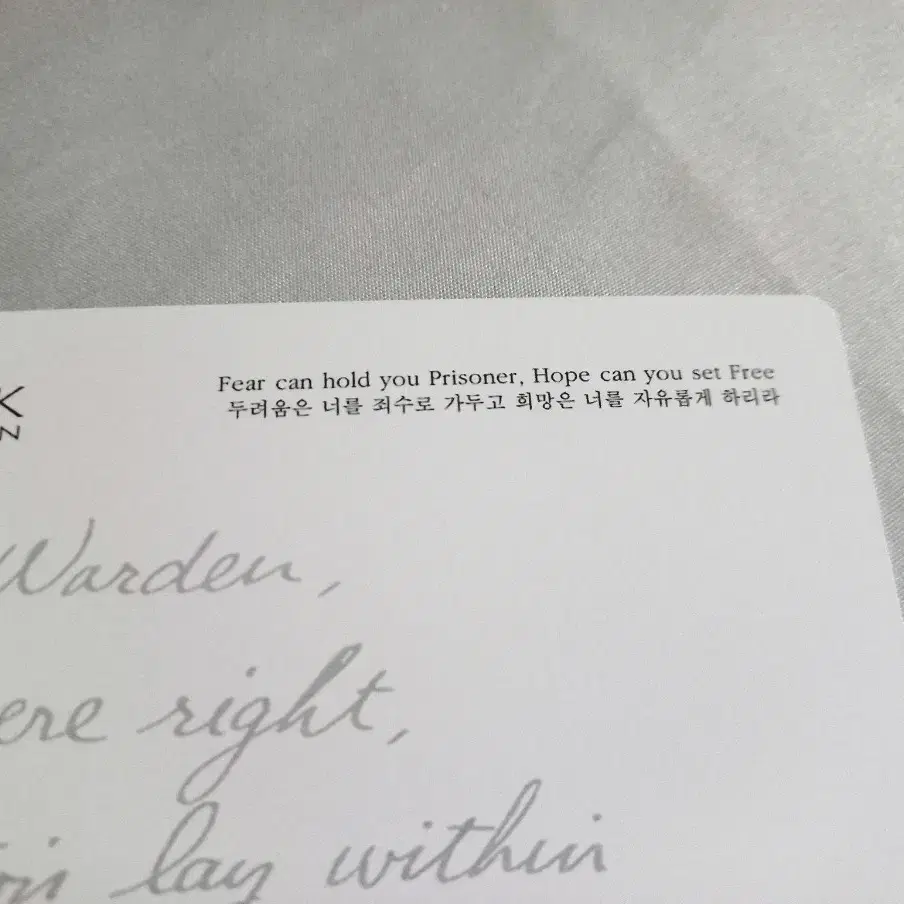 K
N
Fear can hold you Prisoner, Hope can you set Free
두려움은 너를 죄수로 가두고 희망은 너를 자유롭게 하리라
Warden,
ere right,
on lay within